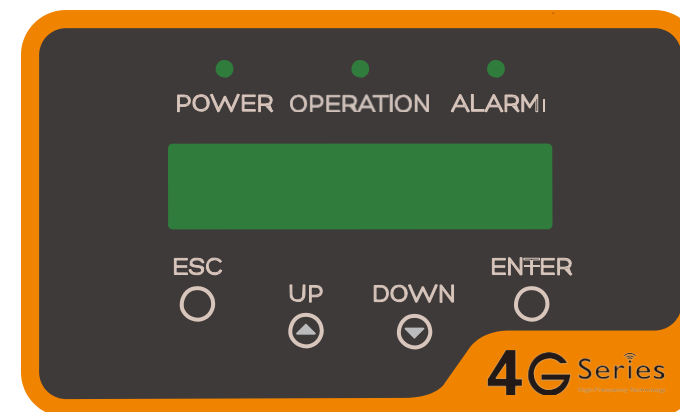 POWER OPERATION ALARM
ESC
ENTER
UP
DOWN
4G Series